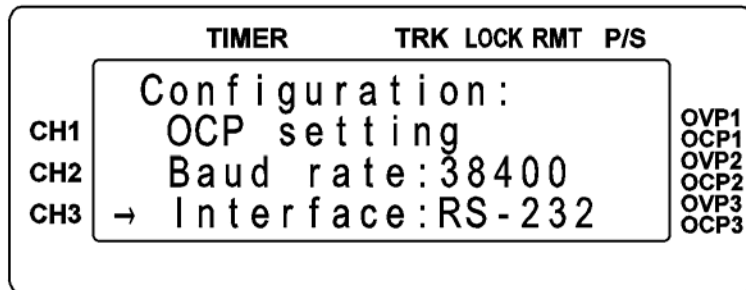 TIMER TRK LOCK RMT P/S
Configuration:
CH1 OCP setting OVP1
OCP1
CH2 Baud rate:38400 OVP2
OCP2
CH3 → Interface:RS-232 OVP3
OCP3